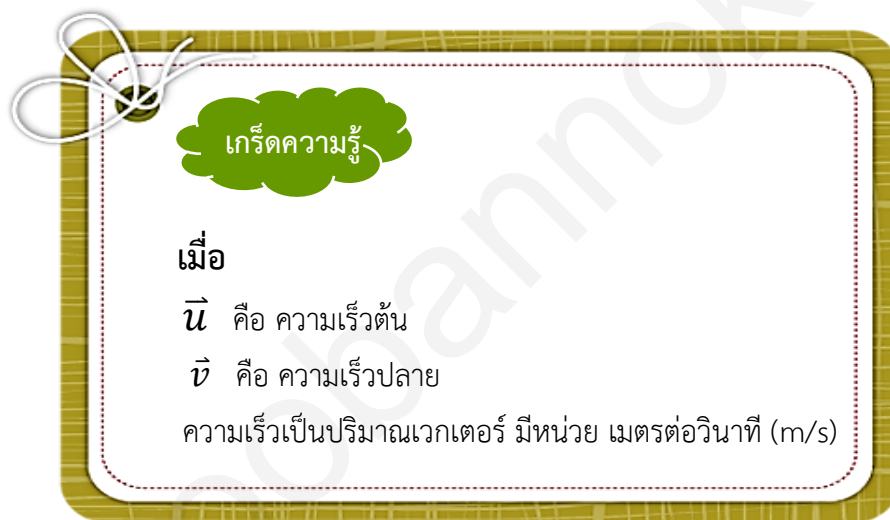 เกร็ดความรู้
เมื่อ
u⃗ คือ ความเร็วต้น
v⃗ คือ ความเร็วปลาย
ความเร็วเป็นปริมาณเวกเตอร์ มีหน่วย เมตรต่อวินาที (m/s)